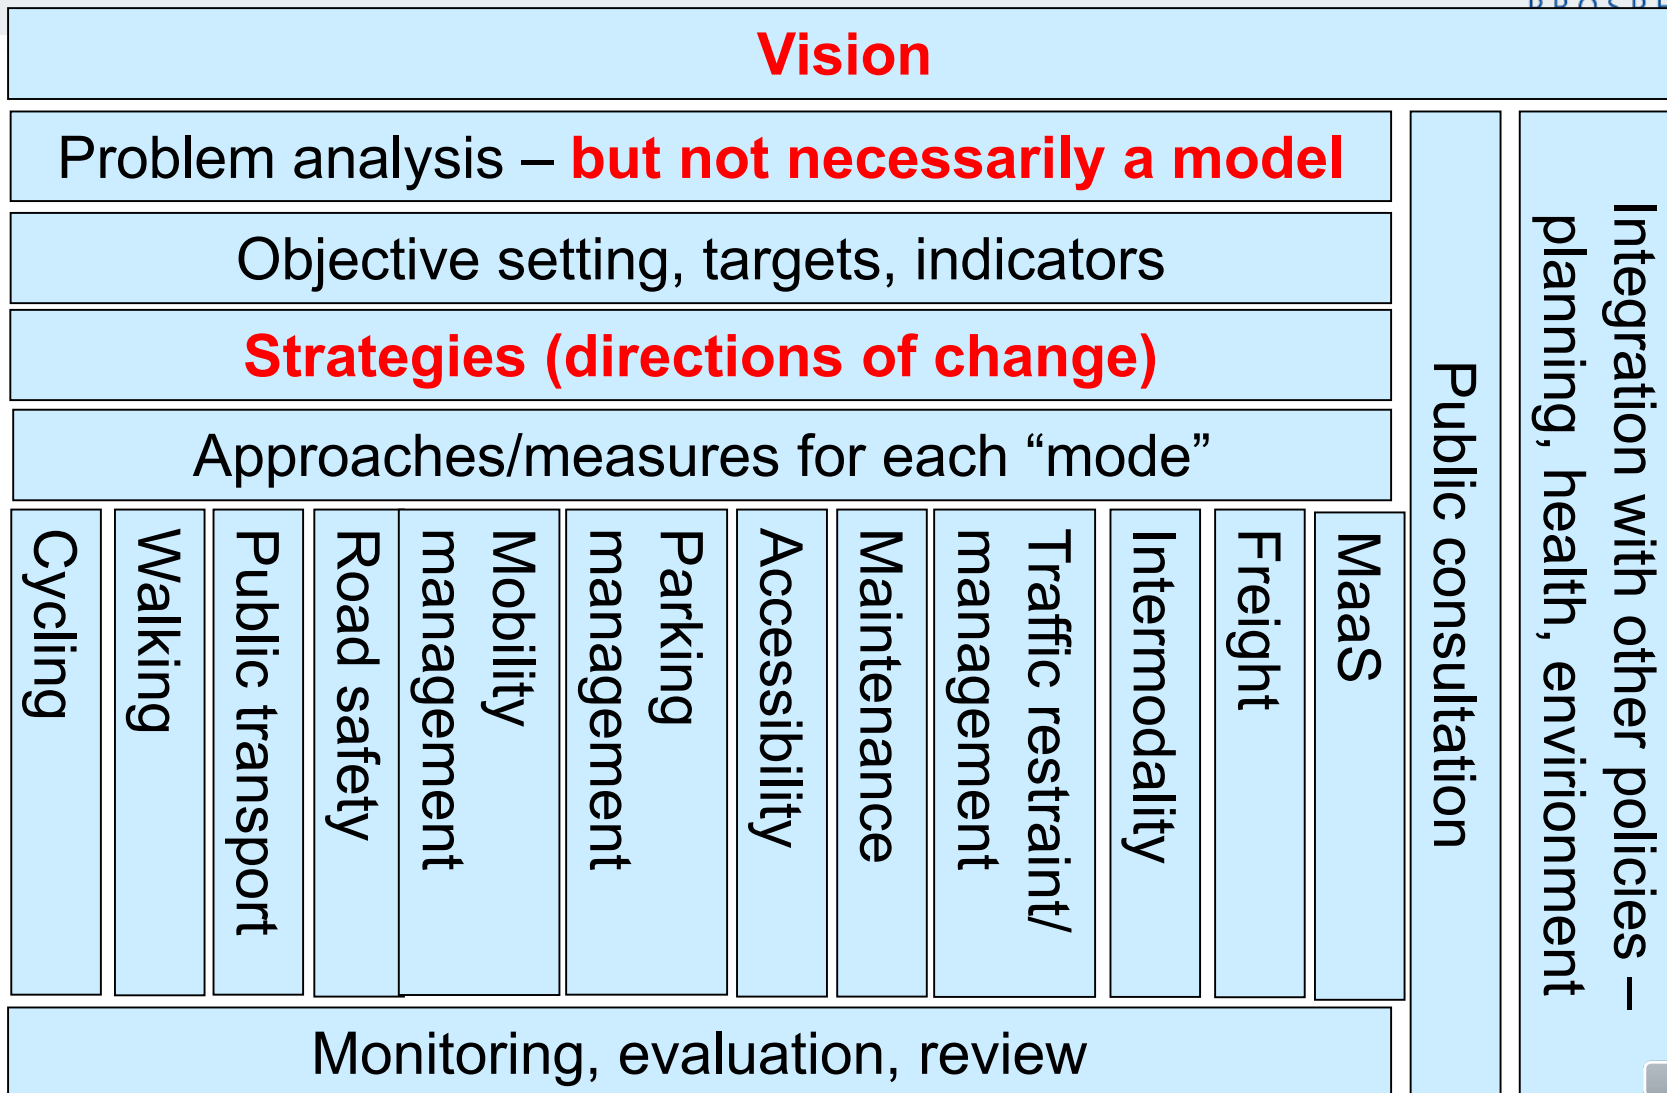 Vision
Problem analysis – but not necessarily a model
Objective setting, targets, indicators
Strategies (directions of change)
Approaches/measures for each “mode”
Cycling
Walking
Public transport
Road safety
Mobility
management
Parking
management
Accessibility
Maintenance
Traffic restraint/
management
Intermodality
Freight
MaaS
Public consultation
Integration with other policies –
planning, health, envirionment
Monitoring, evaluation, review